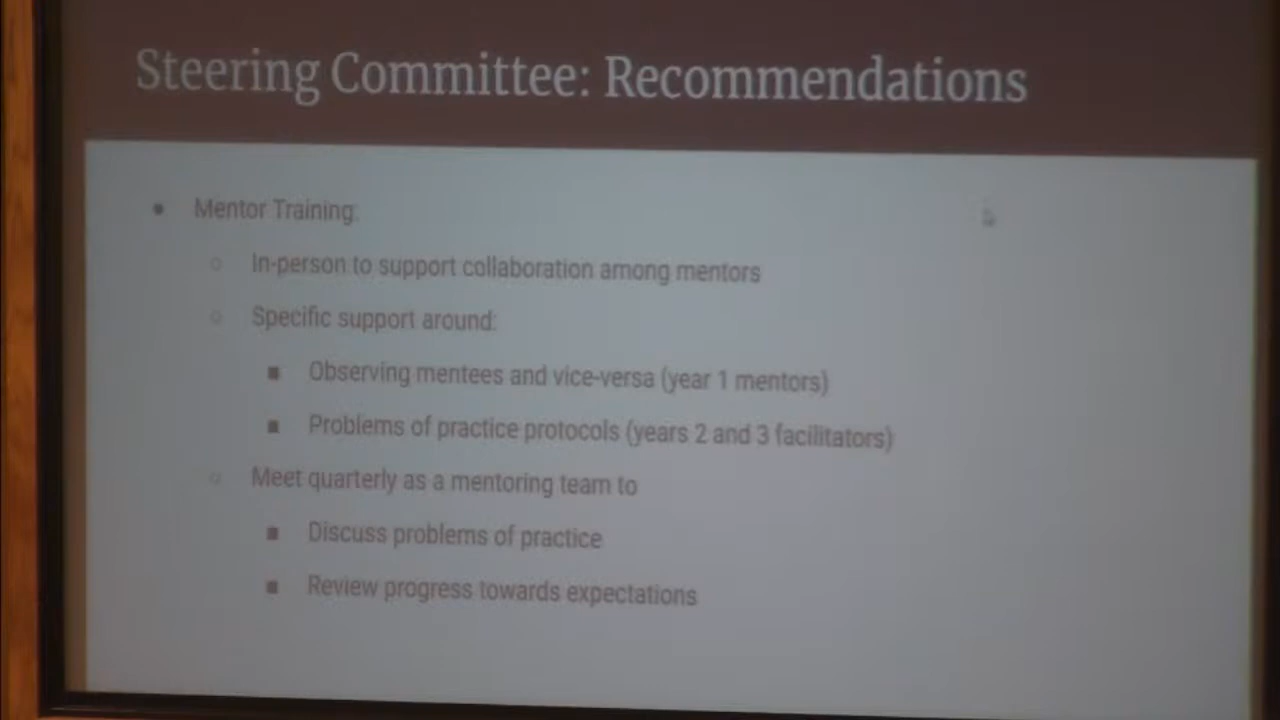 Steering Committee: Recommendations
● Mentor Training:
○ In-person to support collaboration among mentors
○ Specific support around:
■ Observing mentees and vice-versa (year 1 mentors)
■ Problems of practice protocols (years 2 and 3 facilitators)
○ Meet quarterly as a mentoring team to
■ Discuss problems of practice
■ Review progress towards expectations